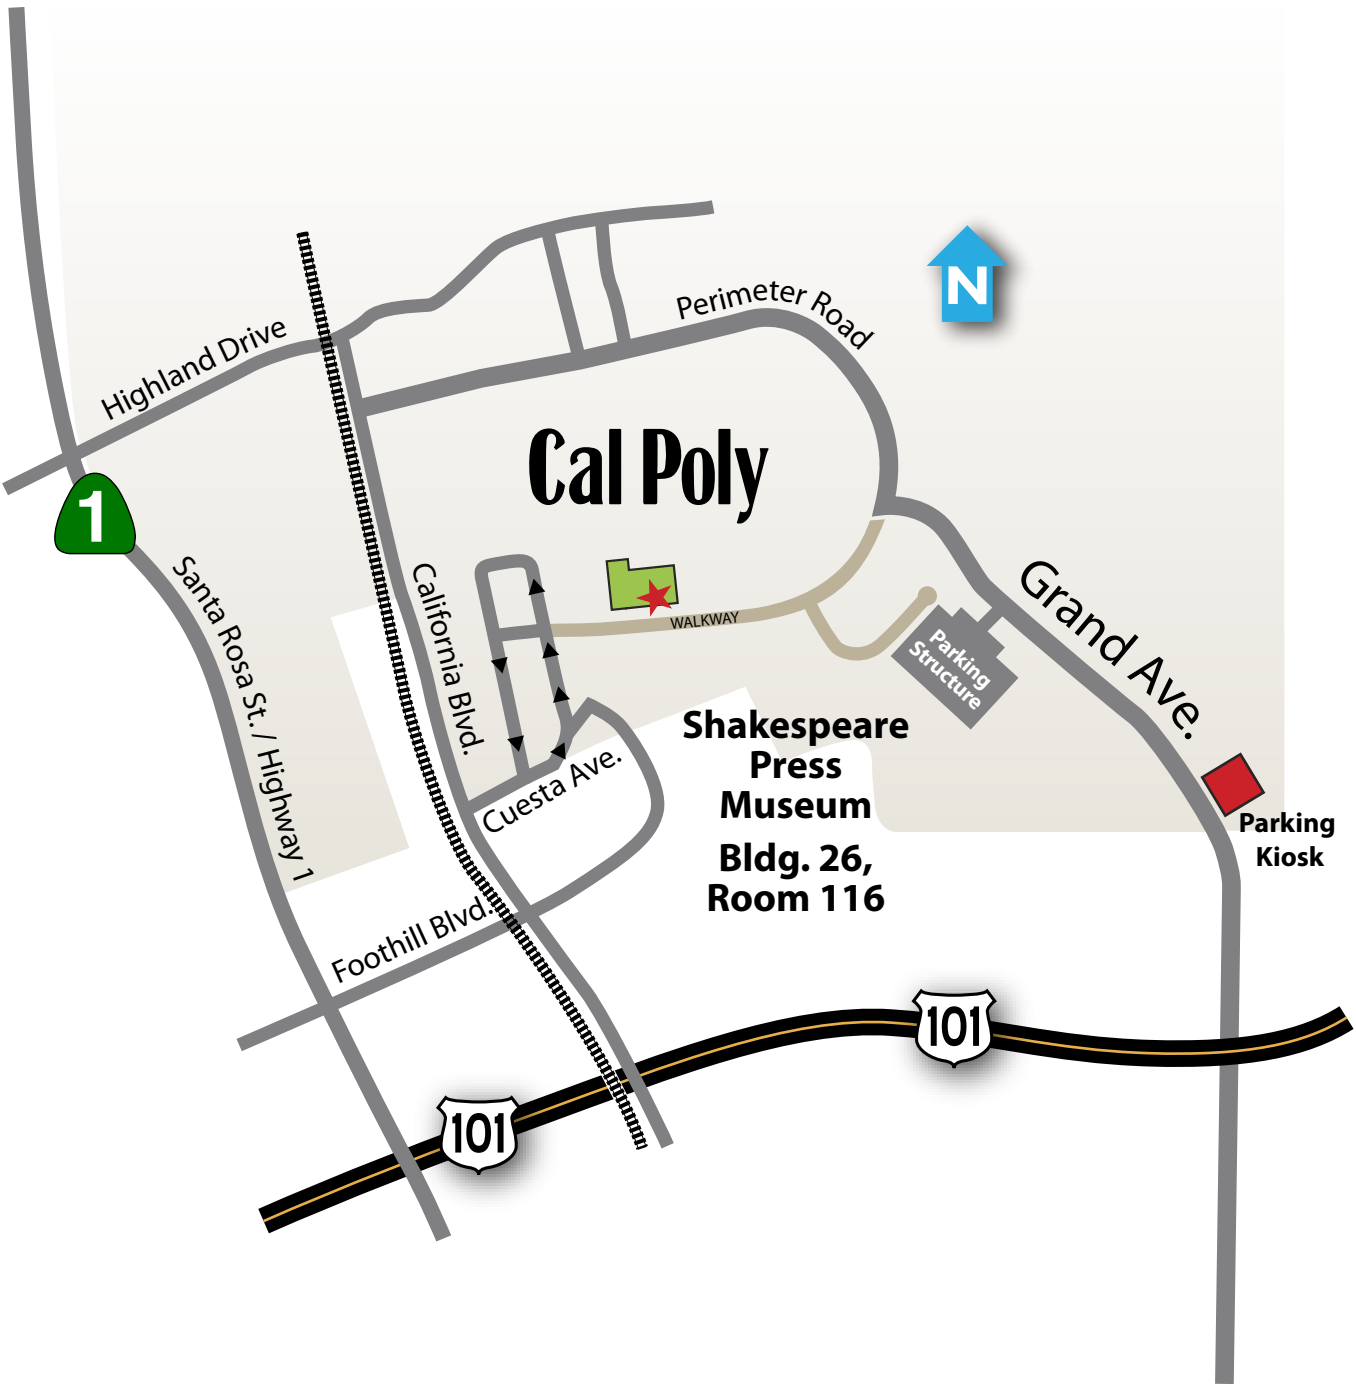 N
Perimeter Road
Highland Drive
Cal Poly
1
Santa Rosa St. / Highway 1
California Blvd.
WALKWAY
Grand Ave.
Parking
Structure
Shakespeare
Press
Museum
Bldg. 26,
Room 116
Cuesta Ave.
Parking
Kiosk
Foothill Blvd.
101
101